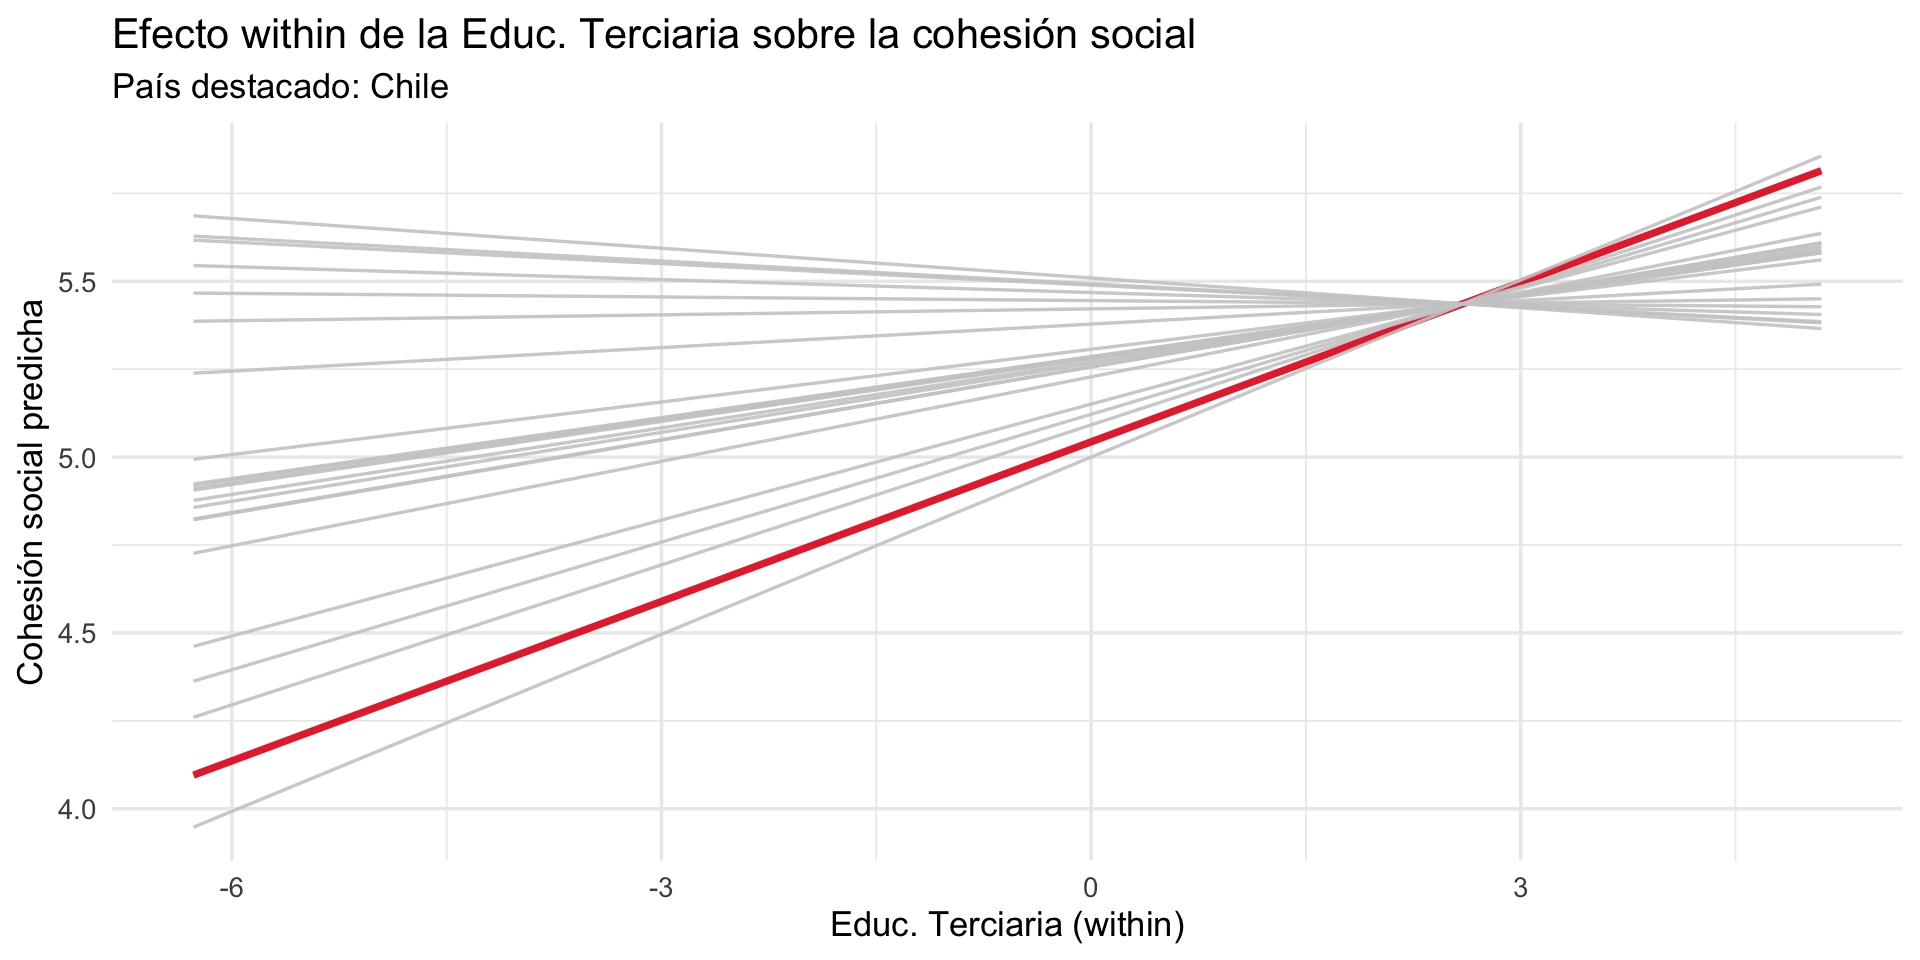 Efecto within de la Educ. Terciaria sobre la cohesión social
País destacado: Chile
Cohesión social predicha
5.5
5.0
4.5
4.0
-6
-3
0
3
Educ. Terciaria (within)